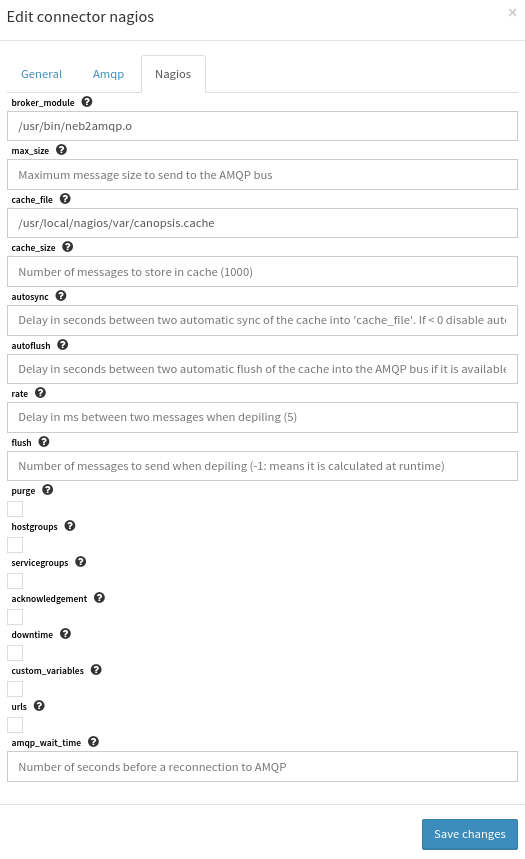 Edit connector nagios
×
General Amqp Nagios
broker_module ?
/usr/bin/neb2amqp.o
max_size ?
Maximum message size to send to the AMQP bus
cache_file ?
/usr/local/nagios/var/canopsis.cache
cache_size ?
Number of messages to store in cache (1000)
autosync ?
Delay in seconds between two automatic sync of the cache into 'cache_file'. If < 0 disable aut
autoflush ?
Delay in seconds between two automatic flush of the cache into the AMQP bus if it is available
rate ?
Delay in ms between two messages when depiling (5)
flush ?
Number of messages to send when depiling (-1: means it is calculated at runtime)
purge ?
hostgroups ?
servicegroups ?
acknowledgement ?
downtime ?
custom_variables ?
urls ?
amqp_wait_time ?
Number of seconds before a reconnection to AMQP
Save changes